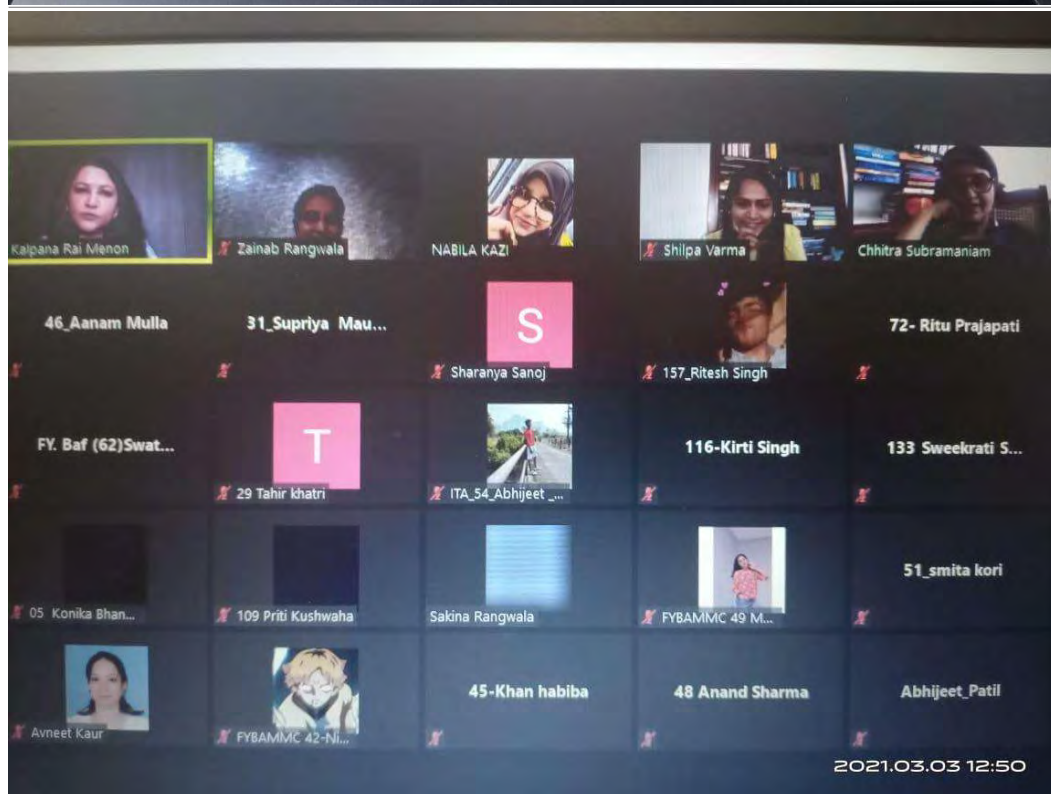 Kalpana Rai Menon
Zainab Rangwala
NABILA KAZI
Shilpa Varma
Chhitra Subramaniam
46_Aanam Mulla
31_Supriya Mau...
S
Sharanya Sanoj
157_Ritesh Singh
72- Ritu Prajapati
FY. Baf (62)Swat...
T
29 Tahir khatri
ITA_54_Abhijeet _...
116-Kirti Singh
133 Sweekrati S...
05 Konika Bhan...
109 Priti Kushwaha
Sakina Rangwala
FYBAMMC 49 M...
51_smita kori
Avneet Kaur
FYBAMMC 42-Ni...
45-Khan habiba
48 Anand Sharma
Abhijeet_Patil
2021.03.03 12:50